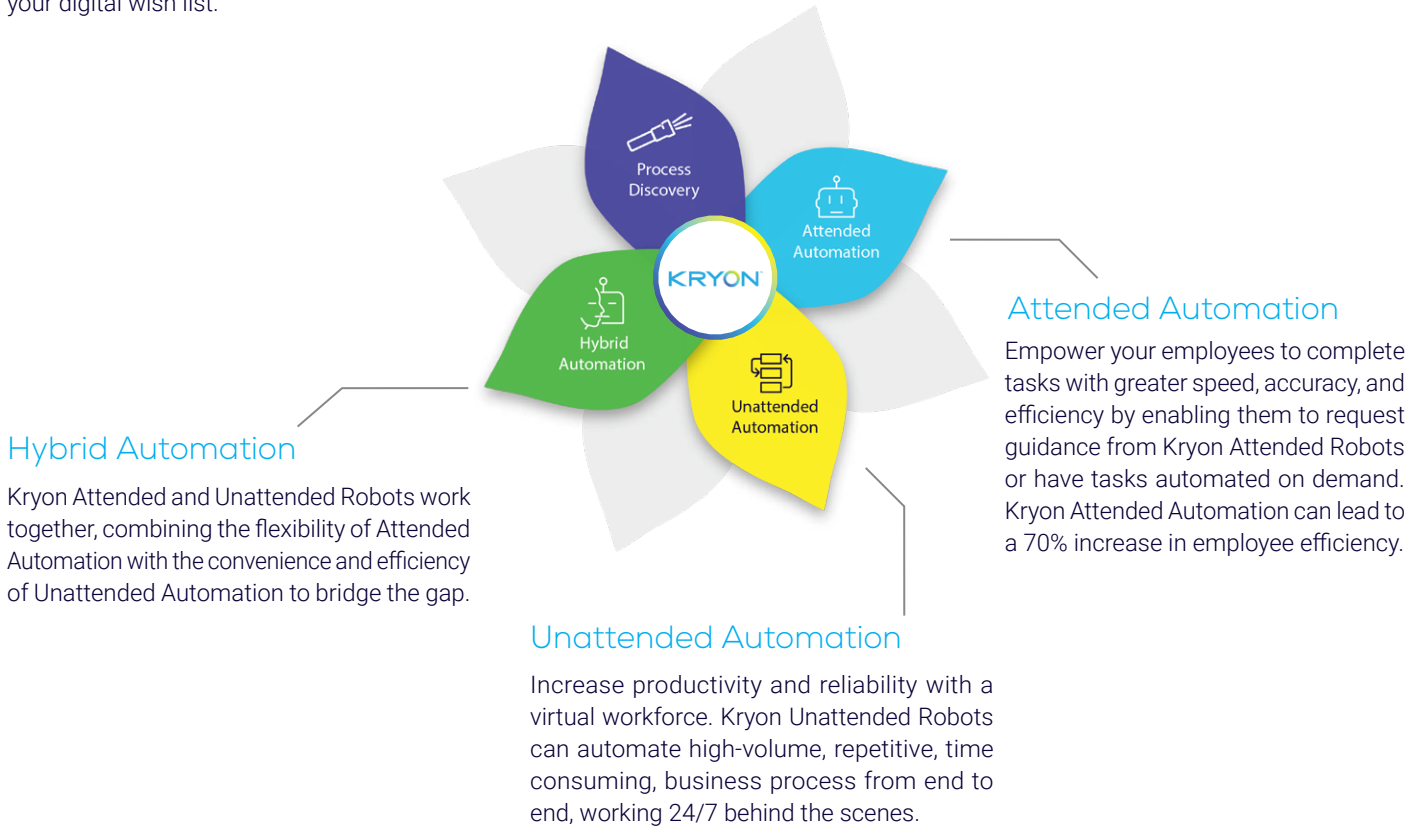 your digital wish list.
Process
Discovery
Attended
Automation
KRYON
Hybrid
Automation
Unattended
Automation
Attended Automation
Empower your employees to complete
tasks with greater speed, accuracy, and
efficiency by enabling them to request
guidance from Kryon Attended Robots
or have tasks automated on demand.
Kryon Attended Automation can lead to
a 70% increase in employee efficiency.
Hybrid Automation
Kryon Attended and Unattended Robots work
together, combining the flexibility of Attended
Automation with the convenience and efficiency
of Unattended Automation to bridge the gap.
Unattended Automation
Increase productivity and reliability with a
virtual workforce. Kryon Unattended Robots
can automate high-volume, repetitive, time
consuming, business process from end to
end, working 24/7 behind the scenes.